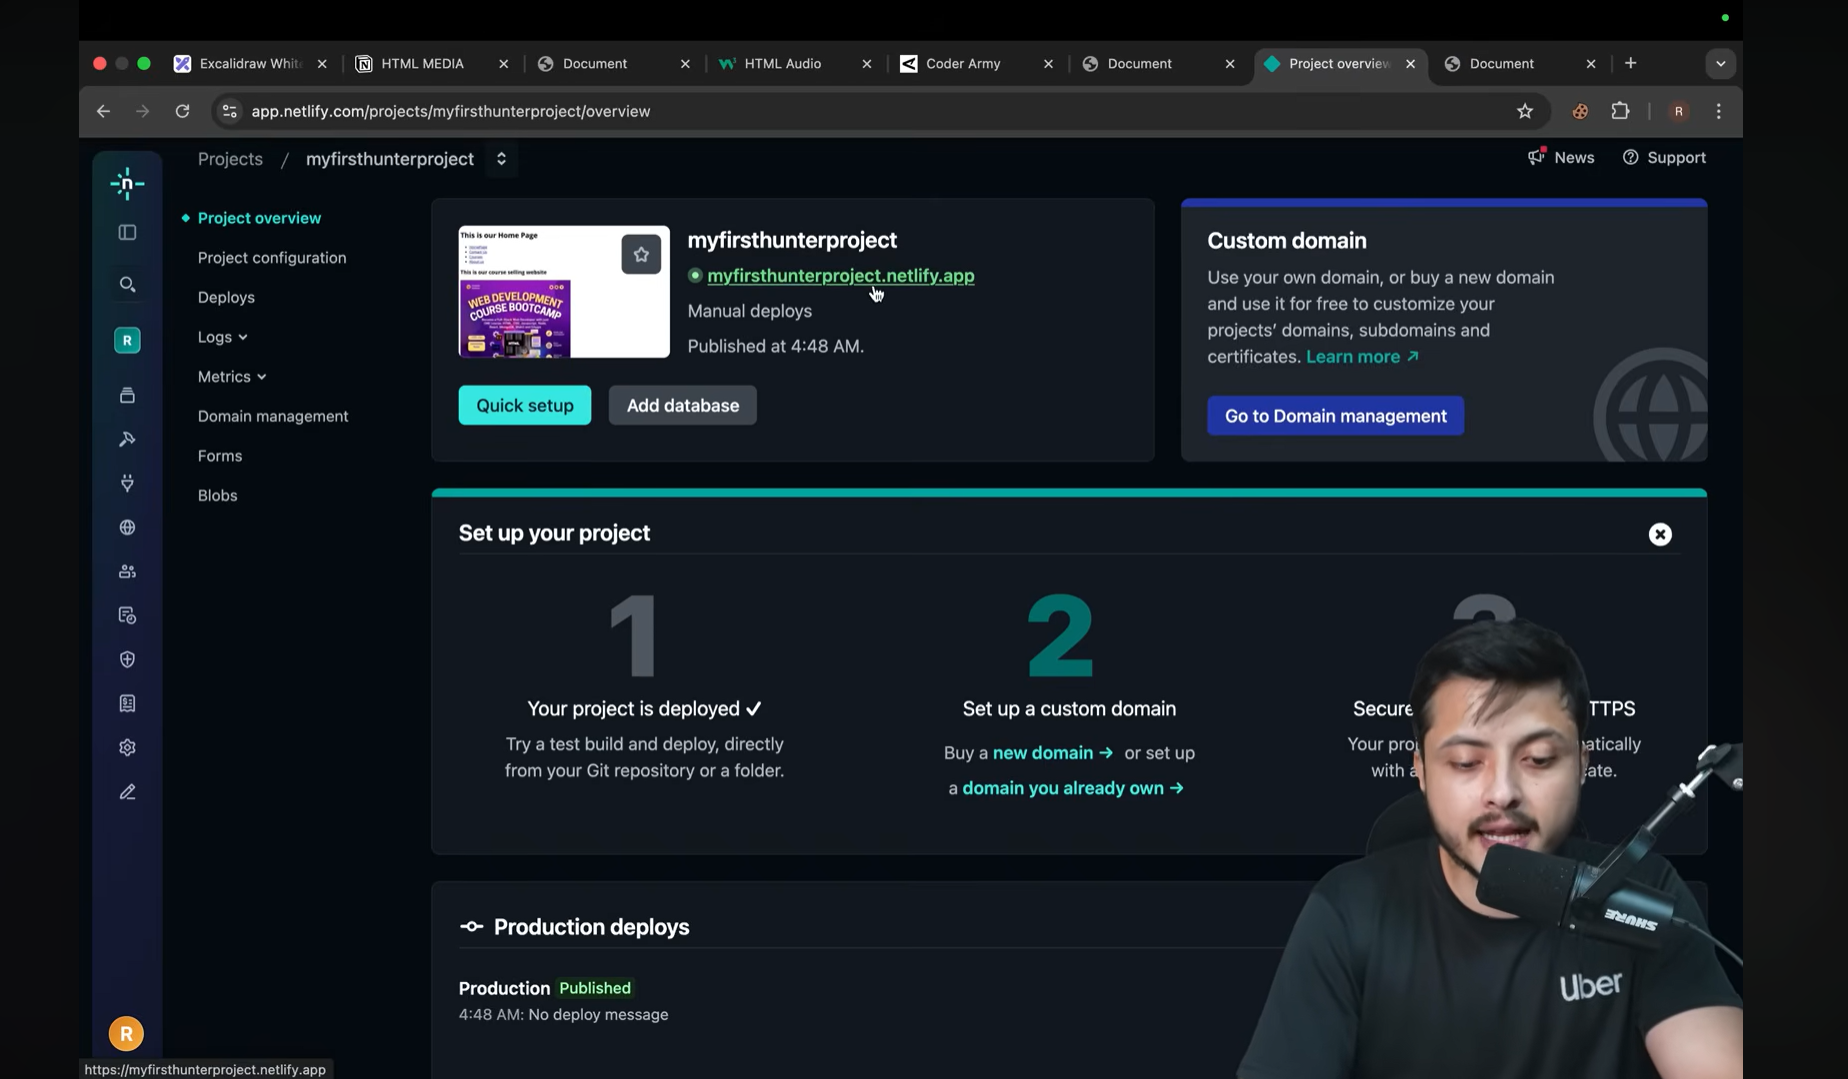 Excalidraw White
HTML MEDIA
Document
HTML Audio
Coder Army
Document
Project overview
Document
app.netlify.com/projects/myfirsthunterproject/overview
R
Projects / myfirsthunterproject
News
Support
Project overview
Project configuration
Deploys
Logs
Metrics
Domain management
Forms
Blobs
R
R
This is our Home Page
This is our course selling website
WEB DEVELOPMENT
COURSE BOOTCAMP
myfirsthunterproject
myfirsthunterproject.netlify.app
Manual deploys
Published at 4:48 AM.
Quick setup
Add database
Custom domain
Use your own domain, or buy a new domain
and use it for free to customize your
projects' domains, subdomains and
certificates. Learn more ↗
Go to Domain management
Set up your project
1
Your project is deployed ✓
Try a test build and deploy, directly
from your Git repository or a folder.
2
Set up a custom domain
Buy a new domain → or set up
a domain you already own →
3
Secure TTPS
Your pro atically
with a ate.
Production deploys
Production Published
4:48 AM: No deploy message
SHURE
Uber
https://myfirsthunterproject.netlify.app